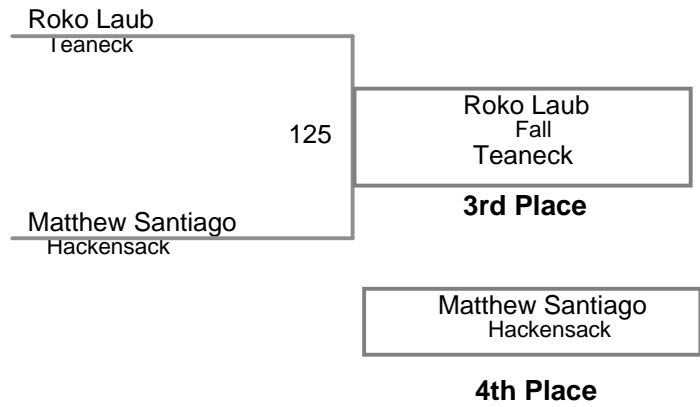 Roko Laub
Teaneck
125
Roko Laub
Fall
Teaneck
3rd Place
Matthew Santiago
Hackensack
Matthew Santiago
Hackensack
4th Place